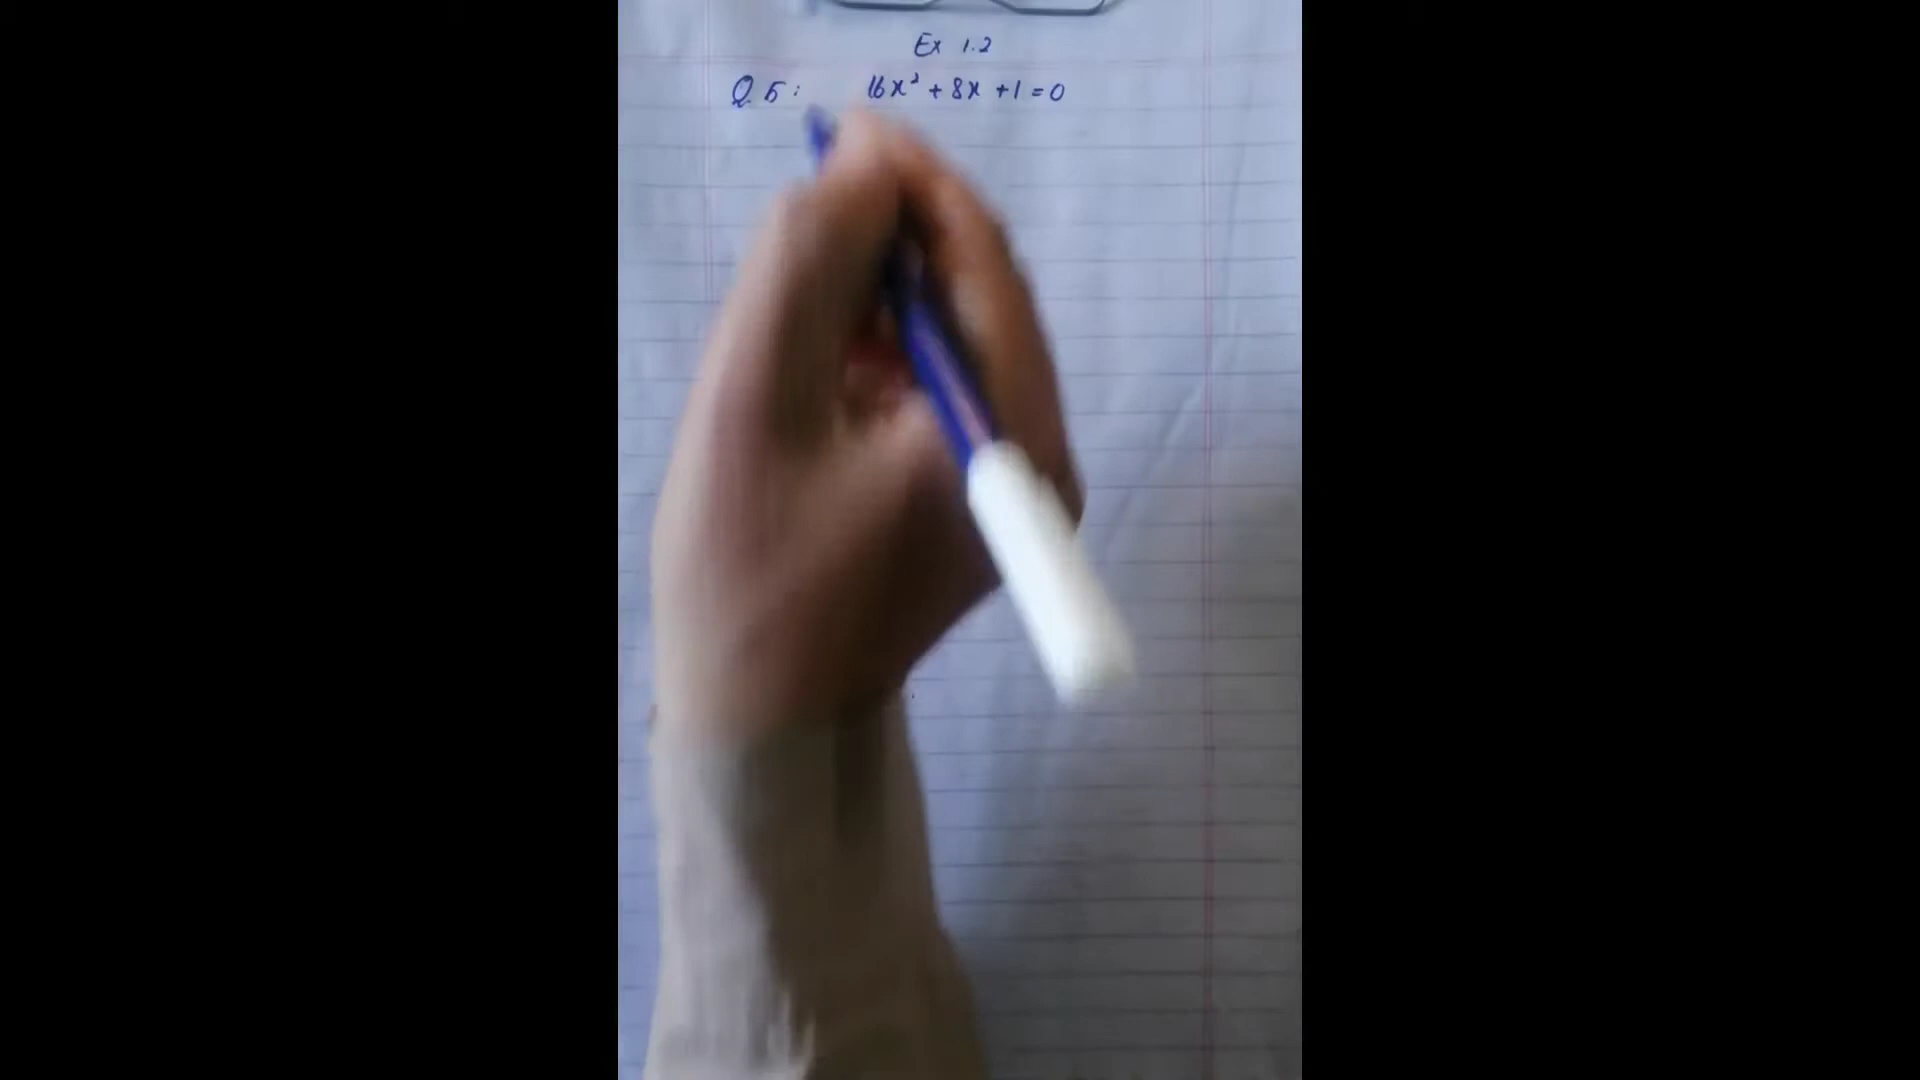 Ex 1.2
Q.5: 16x² + 8x + 1 = 0